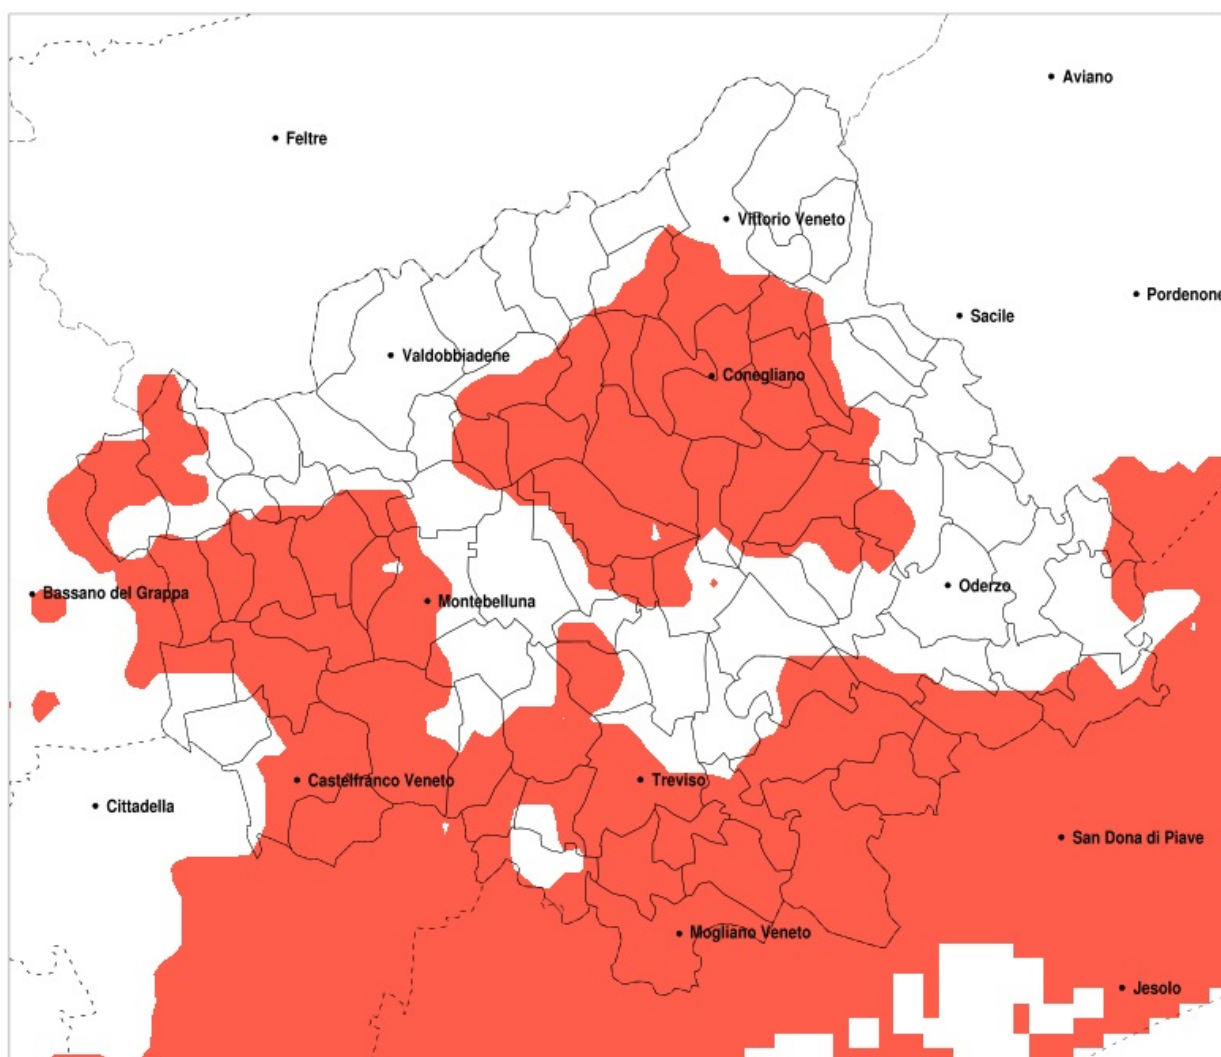 Aviano
Feltre
Vittorio Veneto
Pordenone
Sacile
Valdobbiadene
Conegliano
Oderzo
Bassano del Grappa
Montebelluna
Castelfranco Veneto
Treviso
Cittadella
San Dona di Piave
Mogliano Veneto
Jesolo